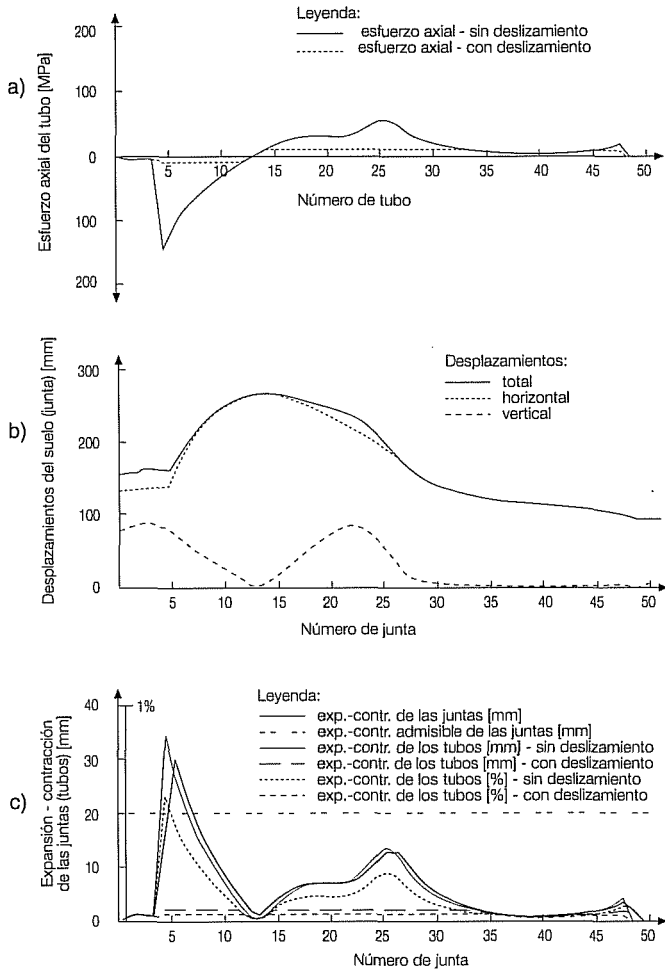 Leyenda:
esfuerzo axial - sin deslizamiento
esfuerzo axial - con deslizamiento
a)
Esfuerzo axial del tubo [MPa]
200
100
0
100
200
5 10 15 20 25 30 35 40 45 50
Número de tubo
Desplazamientos:
total
horizontal
vertical
b)
Desplazamientos del suelo (junta) [mm]
300
200
100
0
5 10 15 20 25 30 35 40 45 50
Número de junta
Leyenda:
exp.-contr. de las juntas [mm]
exp.-contr. admisible de las juntas [mm]
exp.-contr. de los tubos [mm] - sin deslizamiento
exp.-contr. de los tubos [mm] - con deslizamiento
exp.-contr. de los tubos [%] - sin deslizamiento
exp.-contr. de los tubos [%] - con deslizamiento
c)
Expansión - contracción
de las juntas (tubos) [mm]
1%
40
30
20
10
0
5 10 15 20 25 30 35 40 45 50
Número de junta